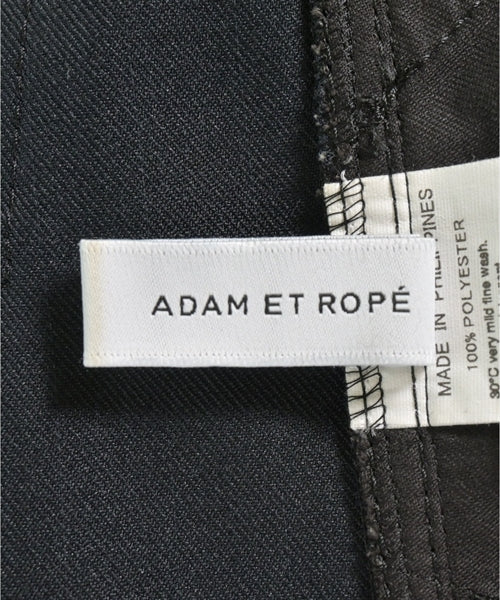 ADAM ET ROPÉ
MADE IN PHILIPPINES
100% POLYESTER
30°C very mild fine wash.